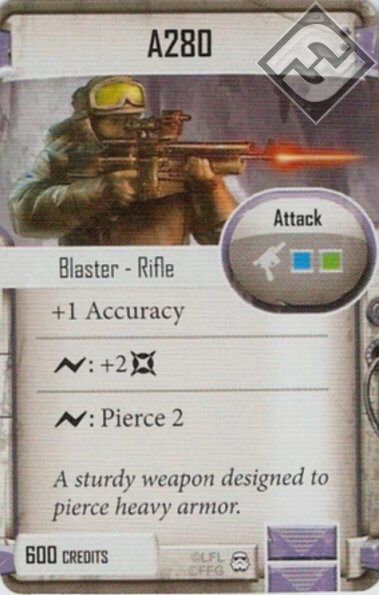 A280
Attack
Blaster - Rifle
+1 Accuracy
: +2
: Pierce 2
A sturdy weapon designed to
pierce heavy armor.
600 CREDITS
©LFL
©FFG